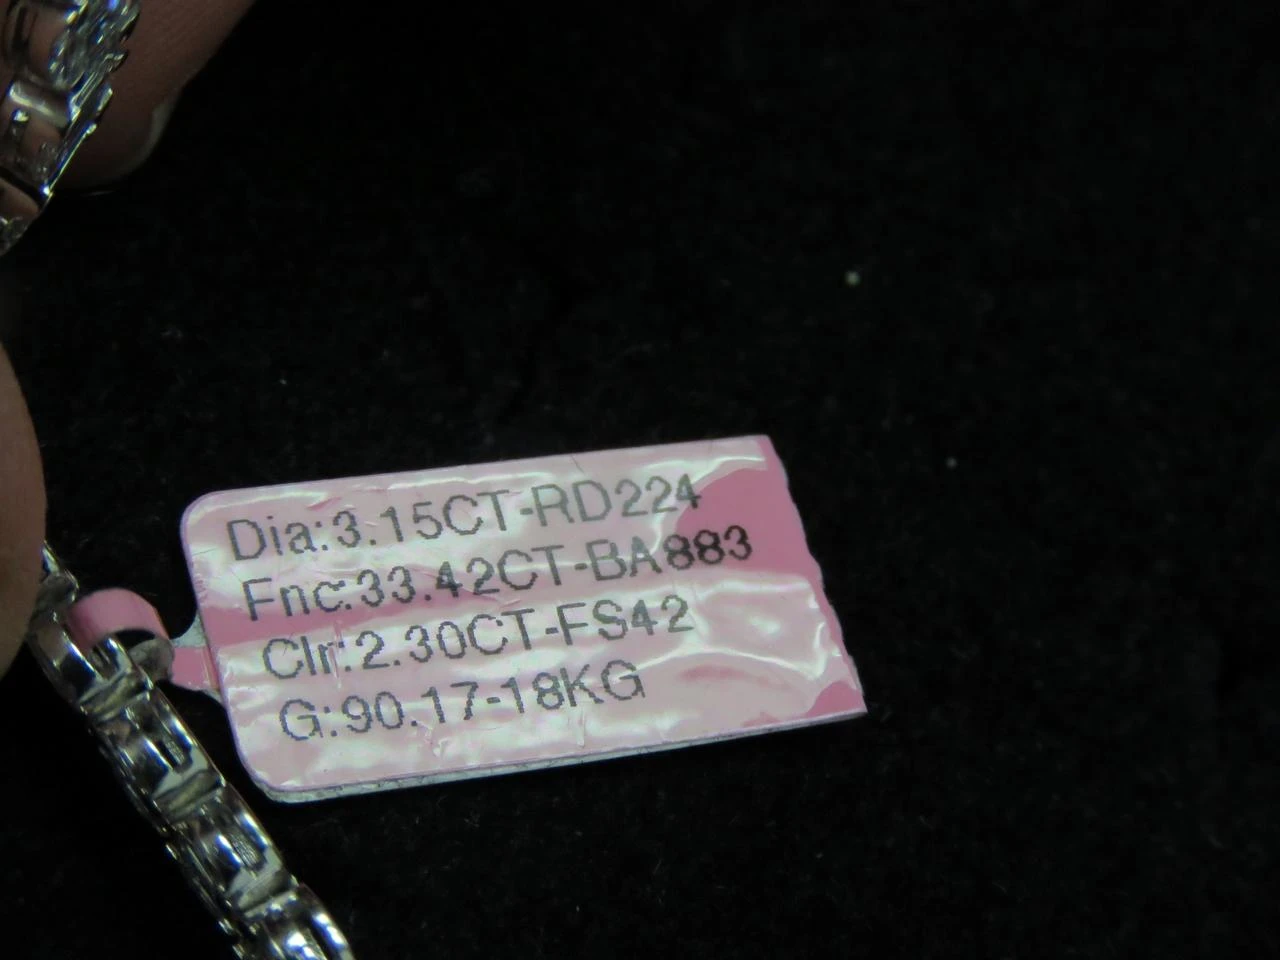 Dia:3.15CT-RD224
Fnc:33.42CT-BA883
Clr:2.30CT-FS42
G:90.17-18KG